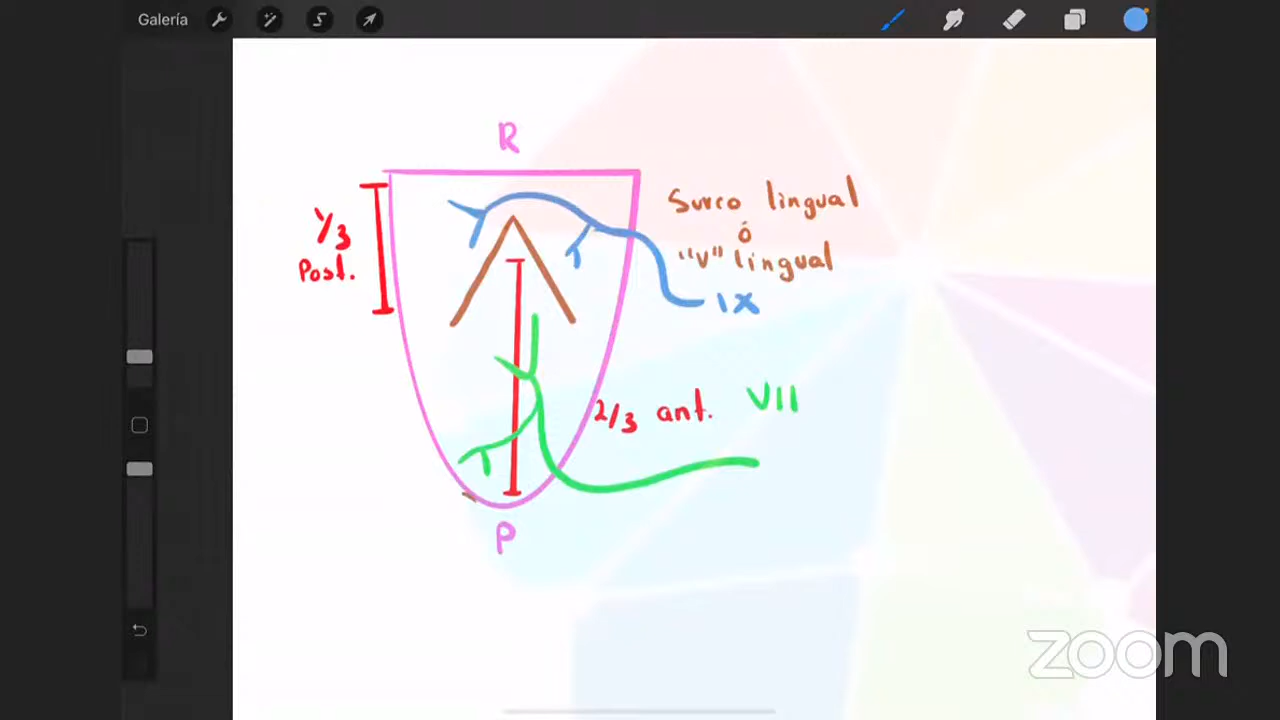 Galería
R
1/3
Post.
Surco lingual
ó
"V" lingual
IX
2/3 ant.
VII
P
zoom